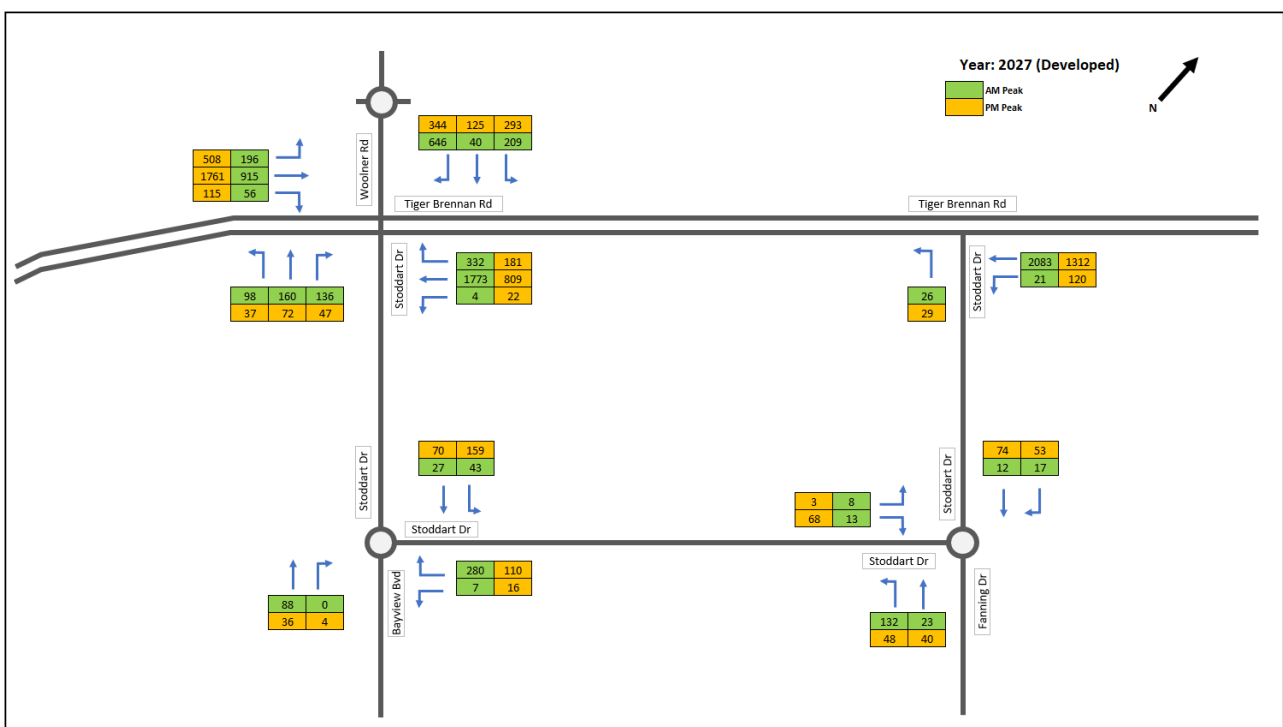 Year: 2027 (Developed)
AM Peak
PM Peak
N
344 125 293
646 40 209
Woolner Rd
508 196
1761 915
115 56
Tiger Brennan Rd
Tiger Brennan Rd
98 160 136
37 72 47
Stoddart Dr
332 181
1773 809
4 22
26
29
Stoddart Dr
2083 1312
21 120
Stoddart Dr
70 159
27 43
Stoddart Dr
3 8
68 13
Stoddart Dr
74 53
12 17
Stoddart Dr
88 0
36 4
Bayview Bvd
280 110
7 16
132 23
48 40
Fanning Dr